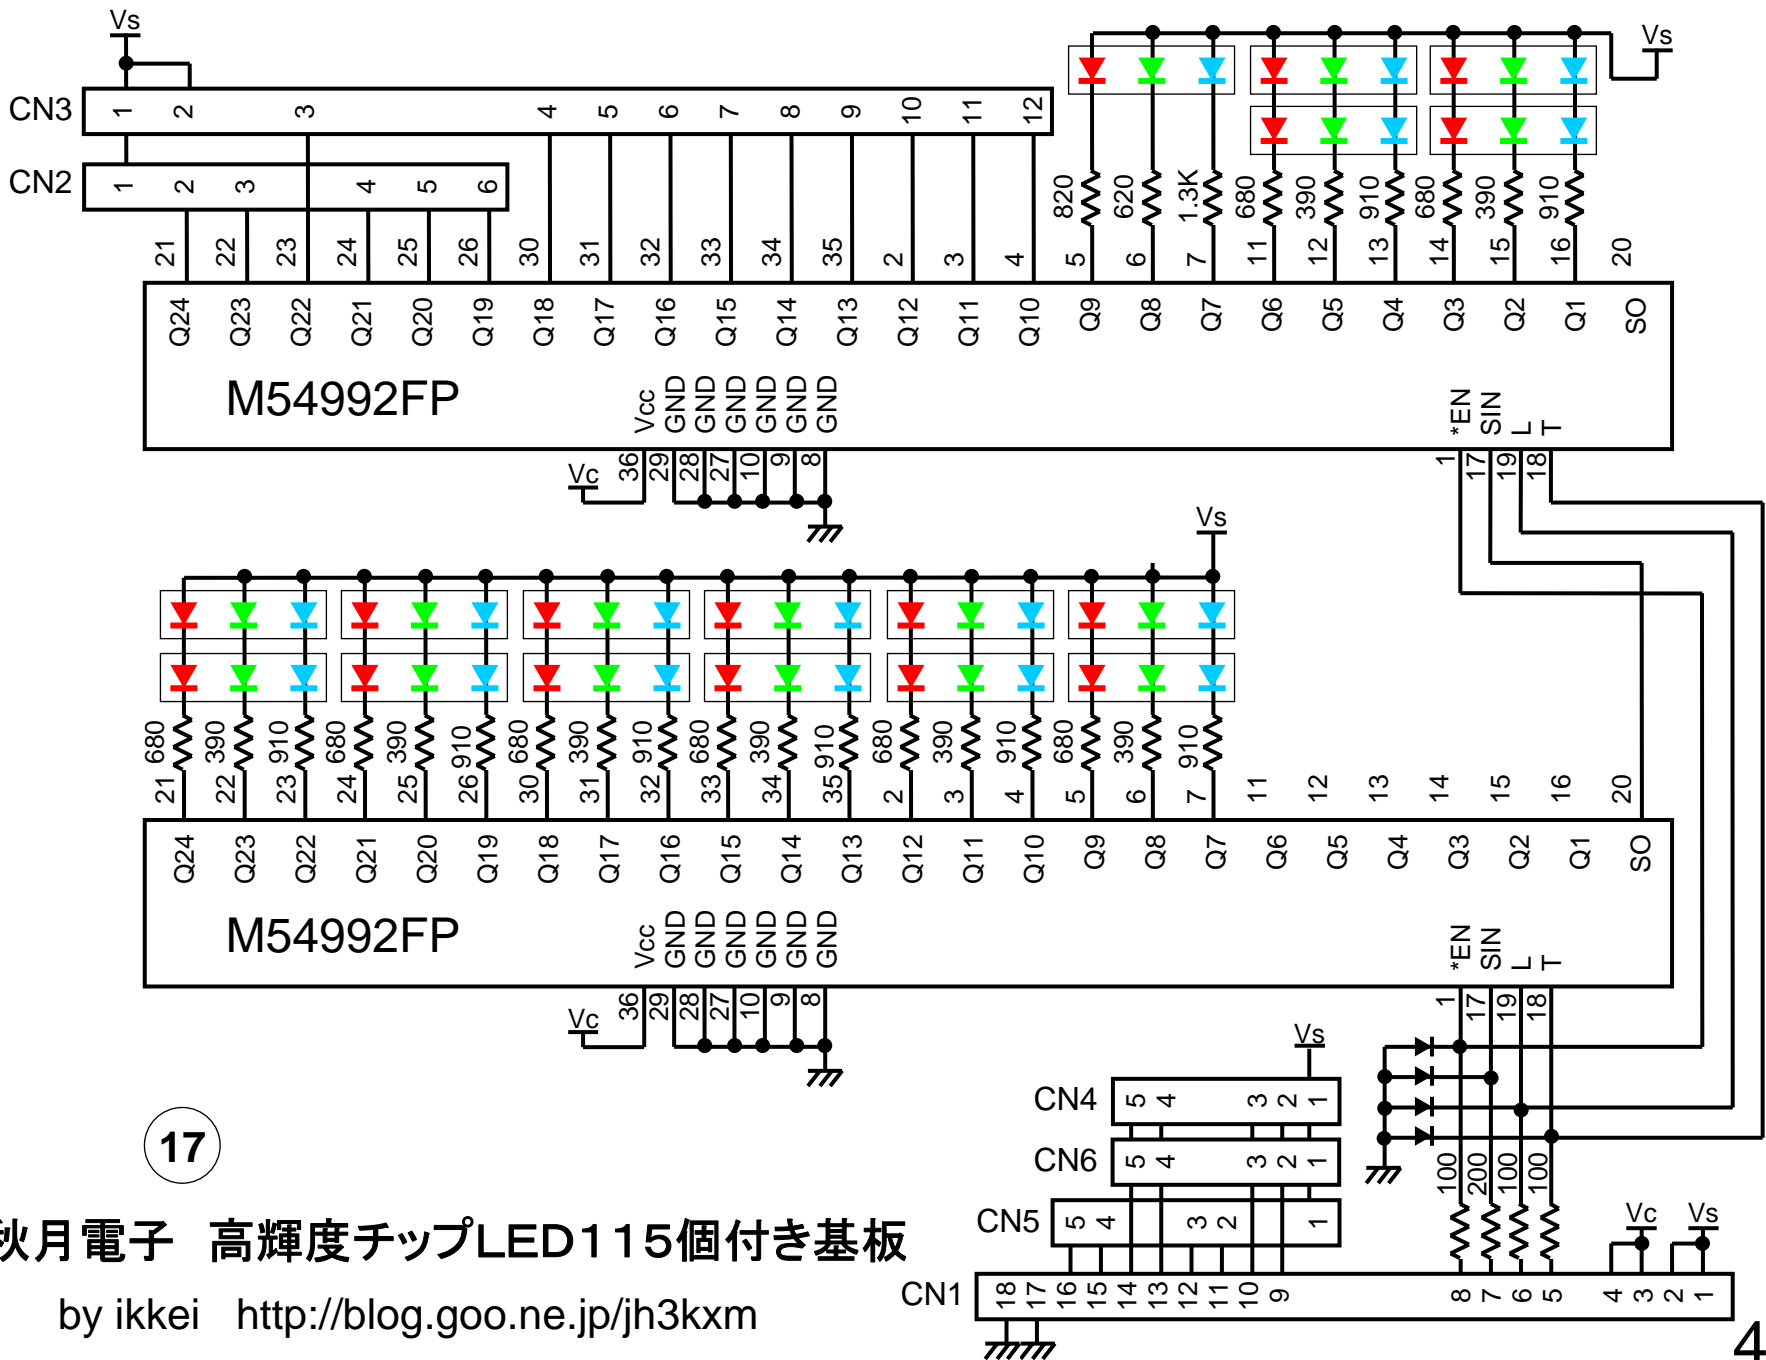 Vs
Vs
CN3 1 2 3 4 5 6 7 8 9 10 11 12
CN2 1 2 3 4 5 6
820 620 1.3K 680 390 910 680 390 910
21 22 23 24 25 26 30 31 32 33 34 35 2 3 4 5 6 7 11 12 13 14 15 16 20
Q24 Q23 Q22 Q21 Q20 Q19 Q18 Q17 Q16 Q15 Q14 Q13 Q12 Q11 Q10 Q9 Q8 Q7 Q6 Q5 Q4 Q3 Q2 Q1 SO
M54992FP
Vcc GND GND GND GND GND GND
*EN SIN L T
Vc 36 29 28 27 10 9 8
1 17 19 18
Vs
680 390 910 680 390 910 680 390 910 680 390 910 680 390 910 680 390 910
21 22 23 24 25 26 30 31 32 33 34 35 2 3 4 5 6 7 11 12 13 14 15 16 20
Q24 Q23 Q22 Q21 Q20 Q19 Q18 Q17 Q16 Q15 Q14 Q13 Q12 Q11 Q10 Q9 Q8 Q7 Q6 Q5 Q4 Q3 Q2 Q1 SO
M54992FP
Vcc GND GND GND GND GND GND
*EN SIN L T
Vc 36 29 28 27 10 9 8
1 17 19 18
Vs
CN4 5 4 3 2 1
CN6 5 4 3 2 1
CN5 5 4 3 2 1
100 200 100 100
Vc Vs
CN1 18 17 16 15 14 13 12 11 10 9 8 7 6 5 4 3 2 1
17
秋月電子 高輝度チップLED115個付き基板
by ikkei http://blog.goo.ne.jp/jh3kxm
4